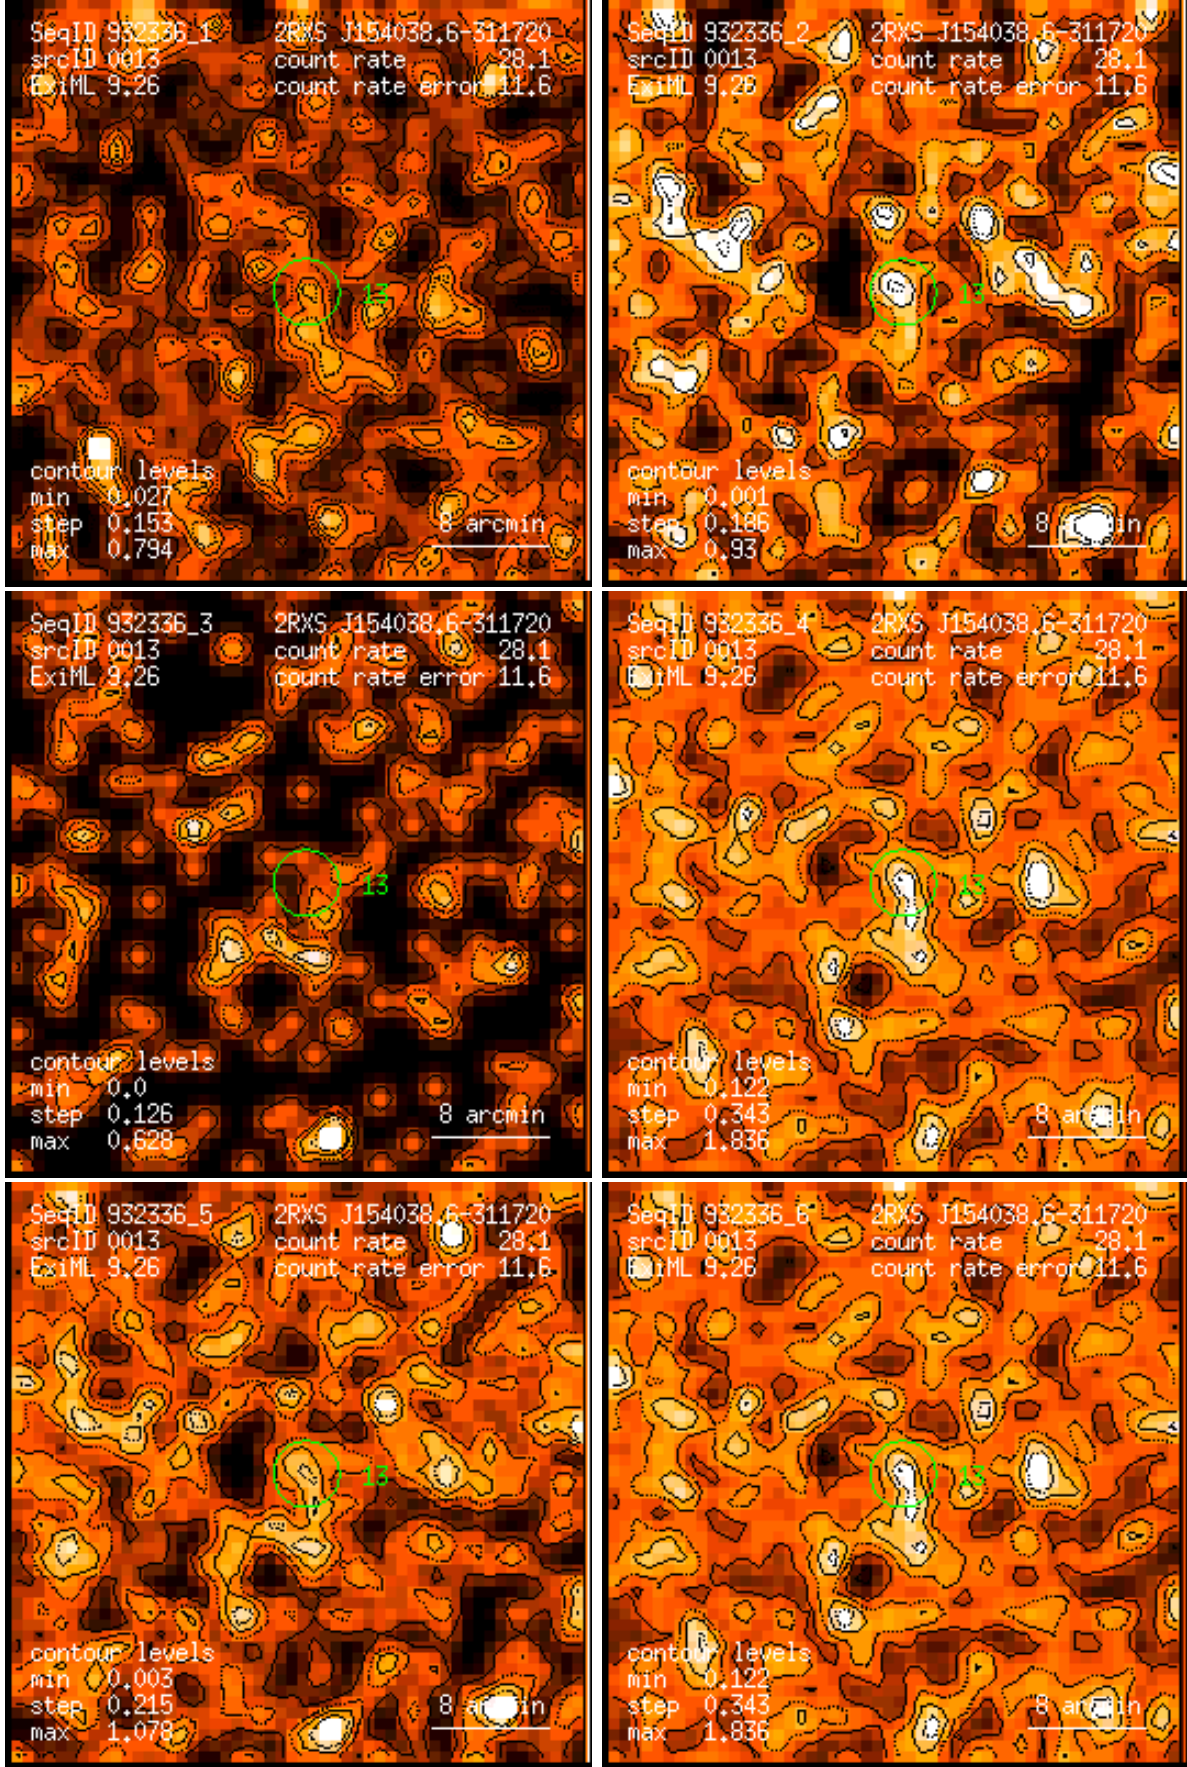 SeqID 932336_1 2RXS J154038.6-311720
srcID 0013 count rate 28.1
ExiML 9.26 count rate error 11.6
13
contour levels
min 0.027
step 0.153 8 arcmin
max 0.794
SeqID 932336_2 2RXS J154038.6-311720
srcID 0013 count rate 28.1
ExiML 9.26 count rate error 11.6
13
contour levels
min 0.001
step 0.186 8 arcmin
max 0.93
SeqID 932336_3 2RXS J154038.6-311720
srcID 0013 count rate 28.1
ExiML 9.26 count rate error 11.6
13
contour levels
min 0.0
step 0.126 8 arcmin
max 0.628
SeqID 932336_4 2RXS J154038.6-311720
srcID 0013 count rate 28.1
ExiML 9.26 count rate error 11.6
13
contour levels
min 0.122
step 0.343 8 arcmin
max 1.836
SeqID 932336_5 2RXS J154038.6-311720
srcID 0013 count rate 28.1
ExiML 9.26 count rate error 11.6
13
contour levels
min 0.003
step 0.215 8 arcmin
max 1.078
SeqID 932336_6 2RXS J154038.6-311720
srcID 0013 count rate 28.1
ExiML 9.26 count rate error 11.6
13
contour levels
min 0.122
step 0.343 8 arcmin
max 1.836